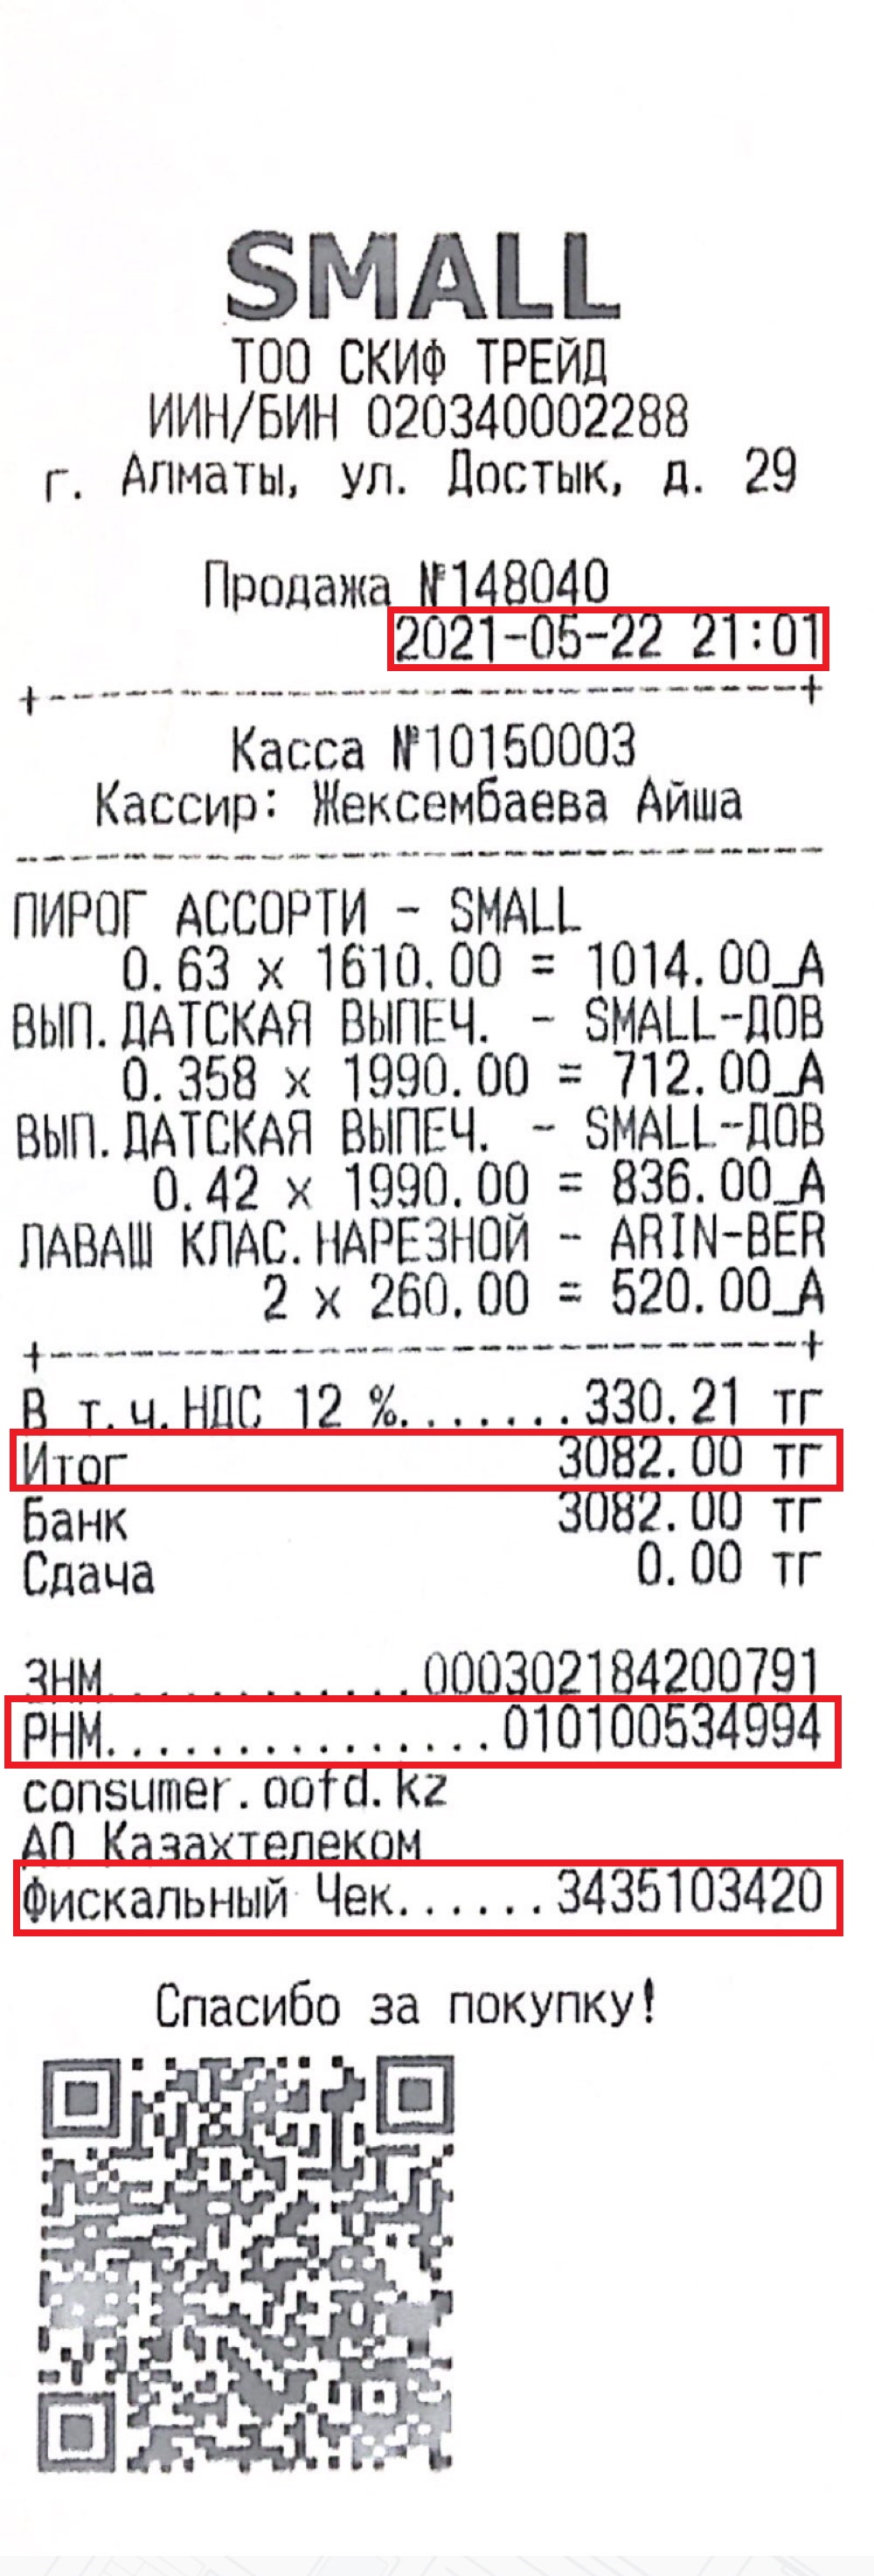 SMALL
ТОО СКИФ ТРЕЙД
ИИН/БИН 020340002288
г. Алматы, ул. Достык, д. 29
Продажа №148040
2021-05-22 21:01
+-----------------------------+
Касса №10150003
Кассир: Жексембаева Айша
-------------------------------
ПИРОГ АССОРТИ - SMALL
0.63 x 1610.00 = 1014.00_А
ВЫП.ДАТСКАЯ ВЫПЕЧ. - SMALL-ДОВ
0.358 x 1990.00 = 712.00_А
ВЫП.ДАТСКАЯ ВЫПЕЧ. - SMALL-ДОВ
0.42 x 1990.00 = 836.00_А
ЛАВАШ КЛАС.НАРЕЗНОЙ - ARIN-BER
2 x 260.00 = 520.00_А
+-----------------------------+
В т.ч.НДС 12 %.......330.21 тг
Итог 3082.00 тг
Банк 3082.00 тг
Сдача 0.00 тг
ЗНМ............000302184200791
РНМ...............010100534994
consumer.oofd.kz
АО Казахтелеком
Фискальный Чек......3435103420
Спасибо за покупку!